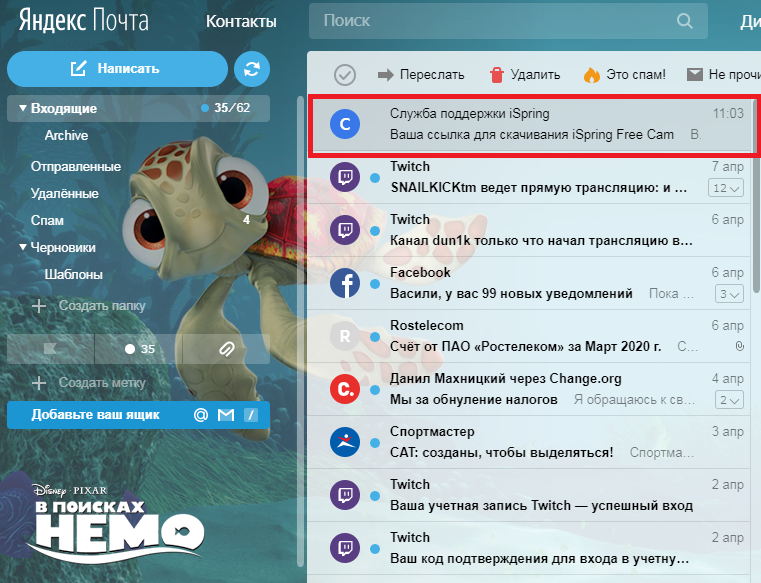 Яндекс Почта
Контакты
Поиск
Ди
Написать
Переслать
Удалить
Это спам!
Не прочи
Входящие 35/62
Archive
Отправленные
Удалённые
Спам 4
Черновики
Шаблоны
Создать папку
35
Создать метку
Добавьте ваш ящик
Disney · PIXAR
В ПОИСКАХ
НЕМО
С
Служба поддержки iSpring 11:03
Ваша ссылка для скачивания iSpring Free Cam В.
Twitch 7 апр
SNAILKICKtm ведет прямую трансляцию: и ... 12
Twitch 6 апр
Канал dun1k только что начал трансляцию в...
Facebook 6 апр
Васили, у вас 99 новых уведомлений Пока ... 3
R
Rostelecom 6 апр
Счёт от ПАО «Ростелеком» за Март 2020 г. С...
C.
Данил Махницкий через Change.org 4 апр
Мы за обнуление налогов Я обращаюсь к св... 2
Спортмастер 3 апр
CAT: созданы, чтобы выделяться! Спортма...
Twitch 2 апр
Ваша учетная запись Twitch — успешный вход
Twitch 2 апр
Ваш код подтверждения для входа в учетну...